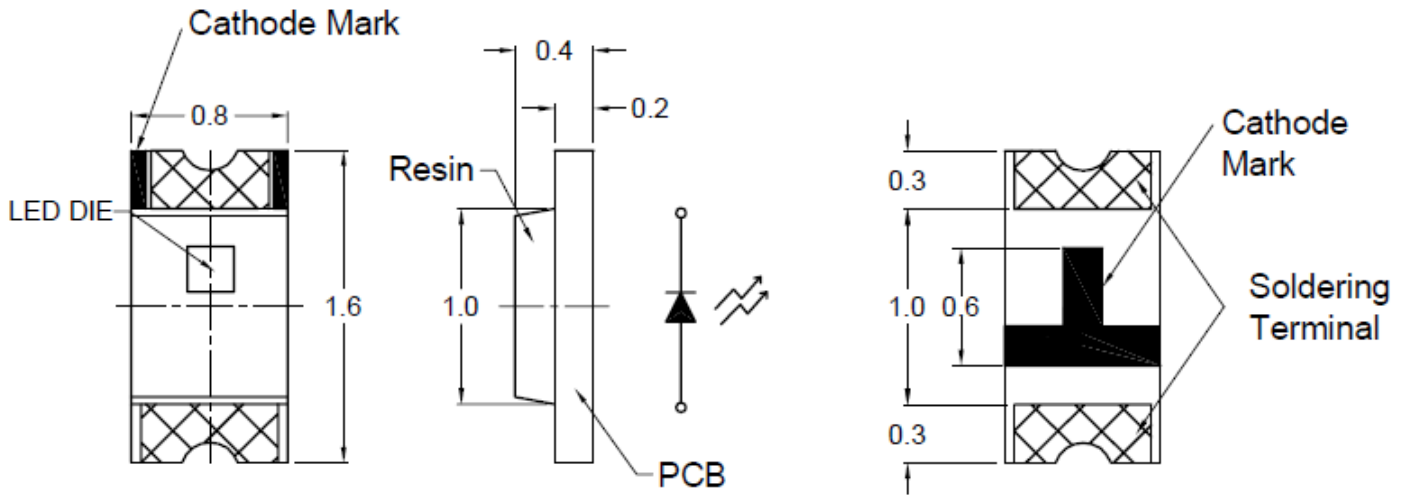 Cathode Mark
0.8
LED DIE
1.6
0.4
0.2
Resin
1.0
PCB
Cathode
Mark
0.3
1.0
0.6
0.3
Soldering
Terminal